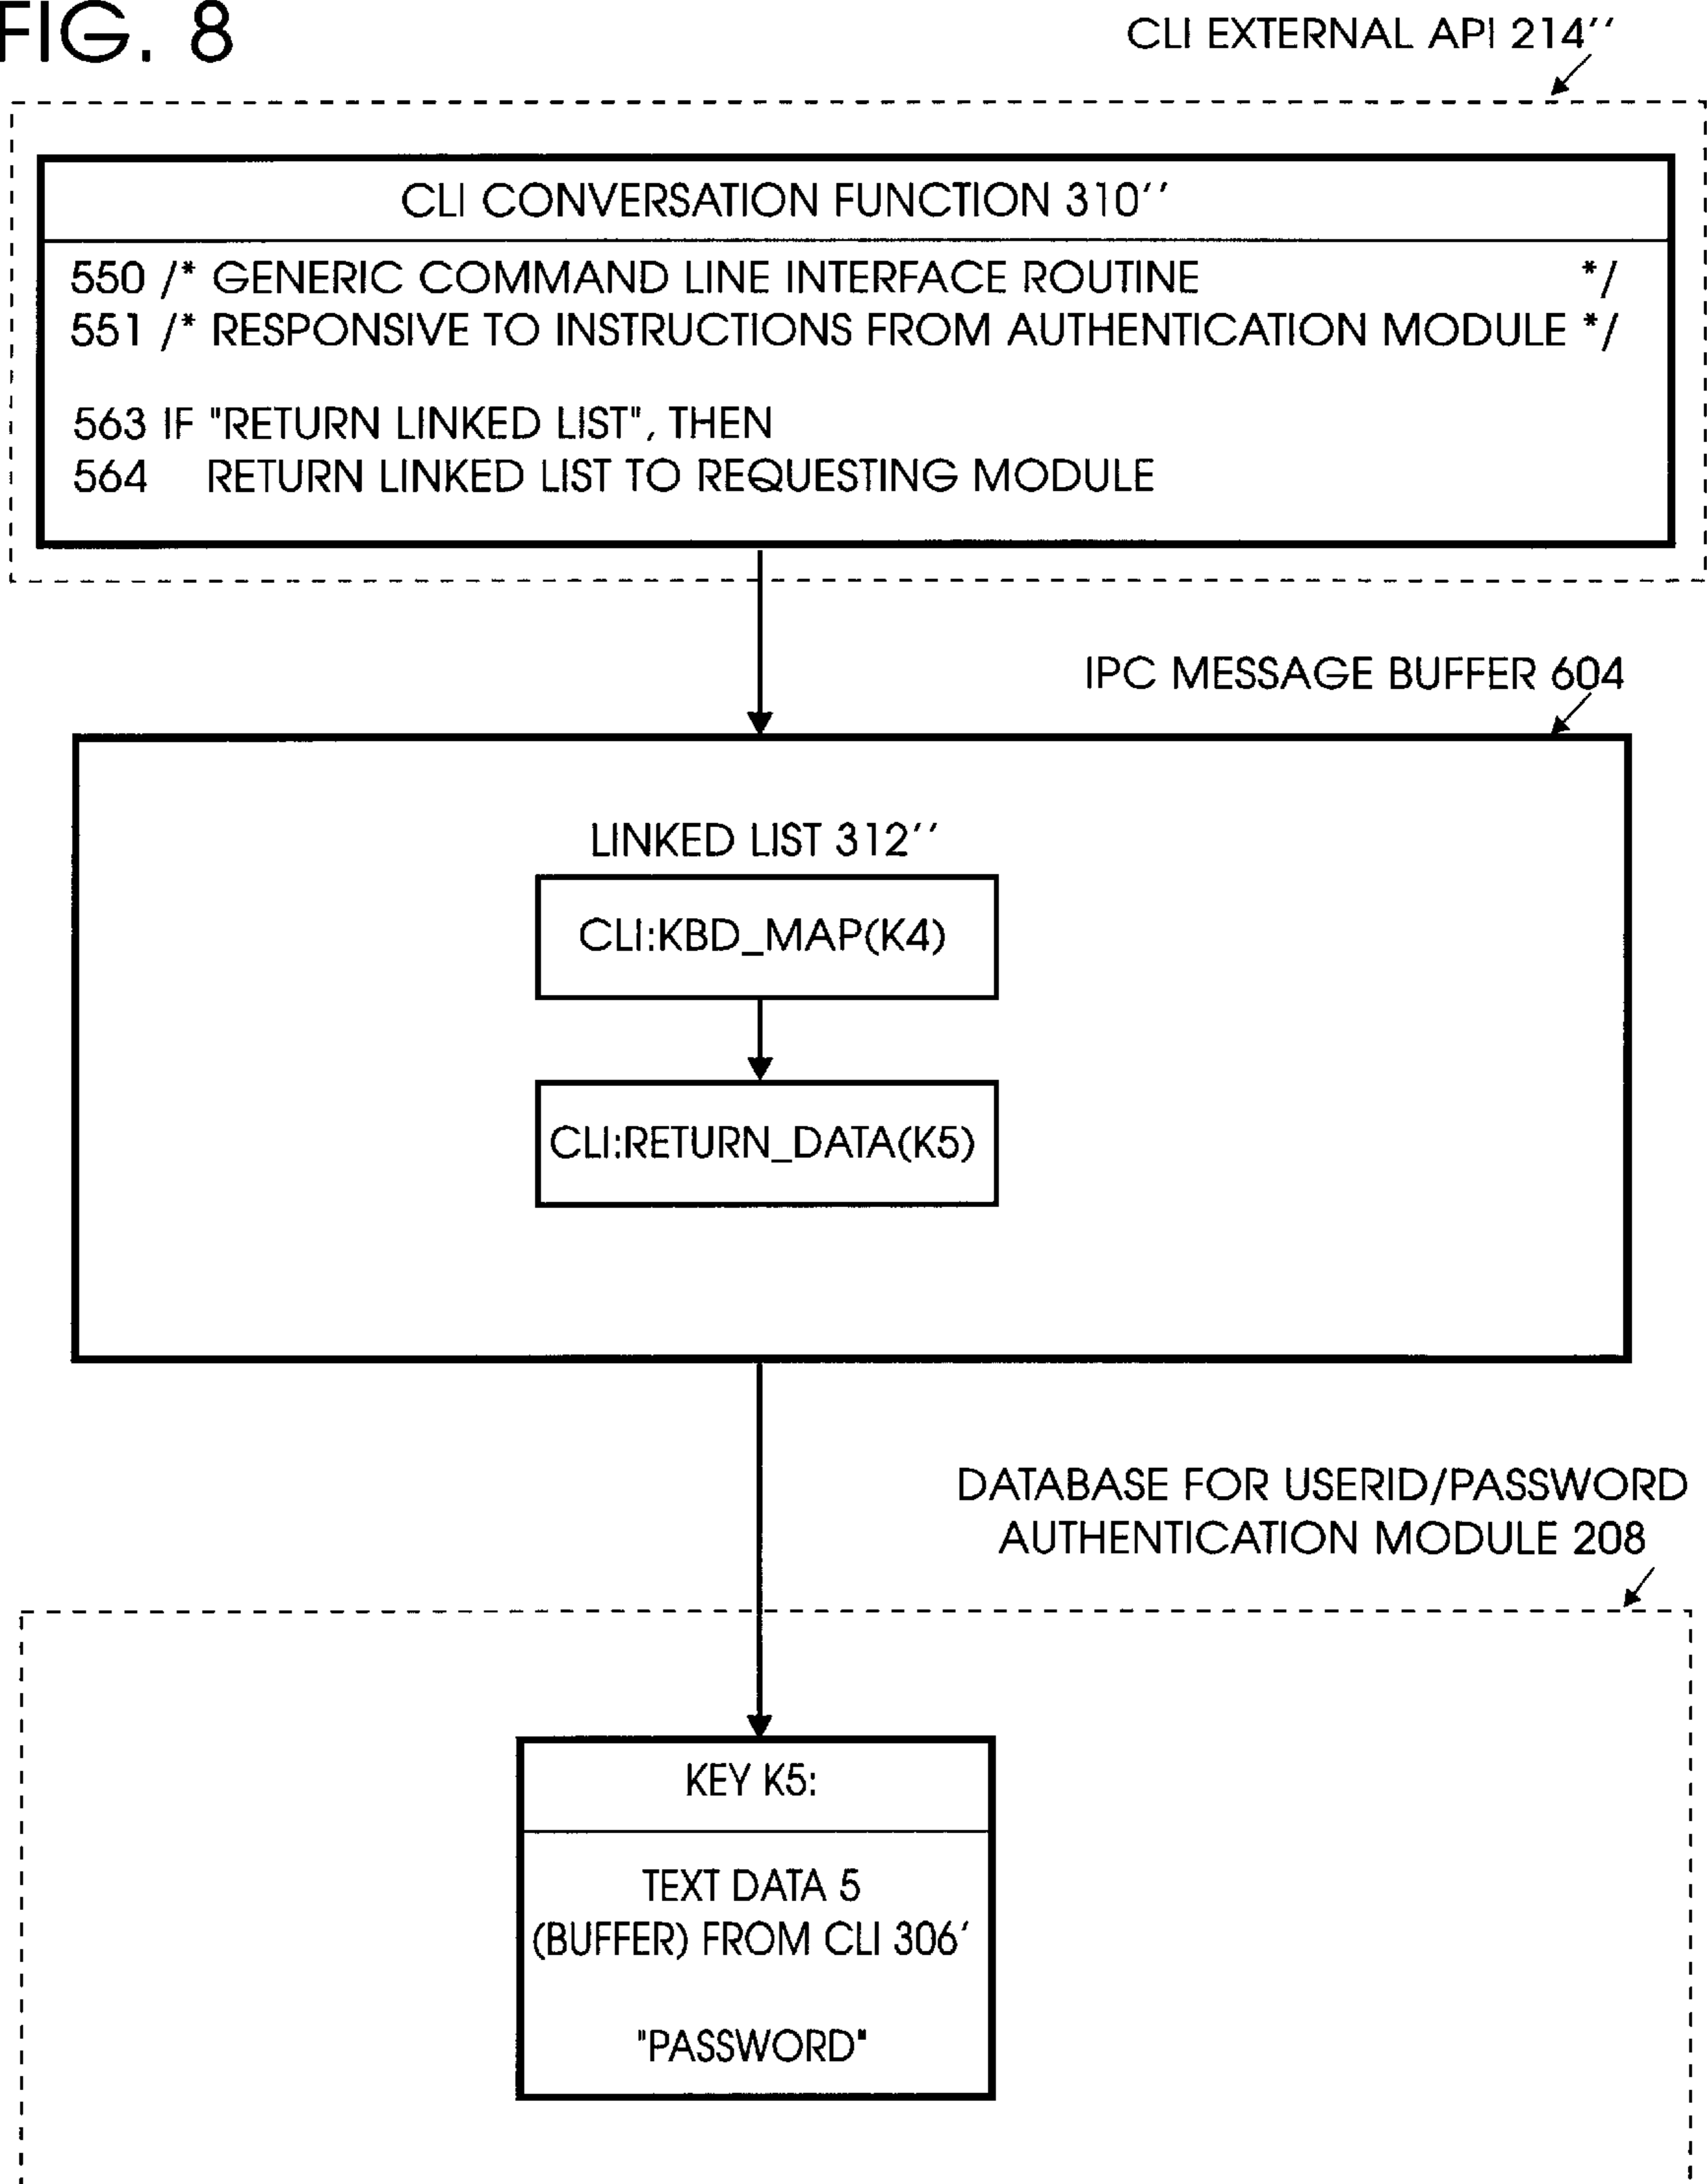 FIG. 8
CLI EXTERNAL API 214′′
CLI CONVERSATION FUNCTION 310′′
550 /* GENERIC COMMAND LINE INTERFACE ROUTINE */
551 /* RESPONSIVE TO INSTRUCTIONS FROM AUTHENTICATION MODULE */
563 IF "RETURN LINKED LIST", THEN
564 RETURN LINKED LIST TO REQUESTING MODULE
IPC MESSAGE BUFFER 604
LINKED LIST 312′′
CLI:KBD_MAP(K4)
CLI:RETURN_DATA(K5)
DATABASE FOR USERID/PASSWORD
AUTHENTICATION MODULE 208
KEY K5:
TEXT DATA 5
(BUFFER) FROM CLI 306′
"PASSWORD"